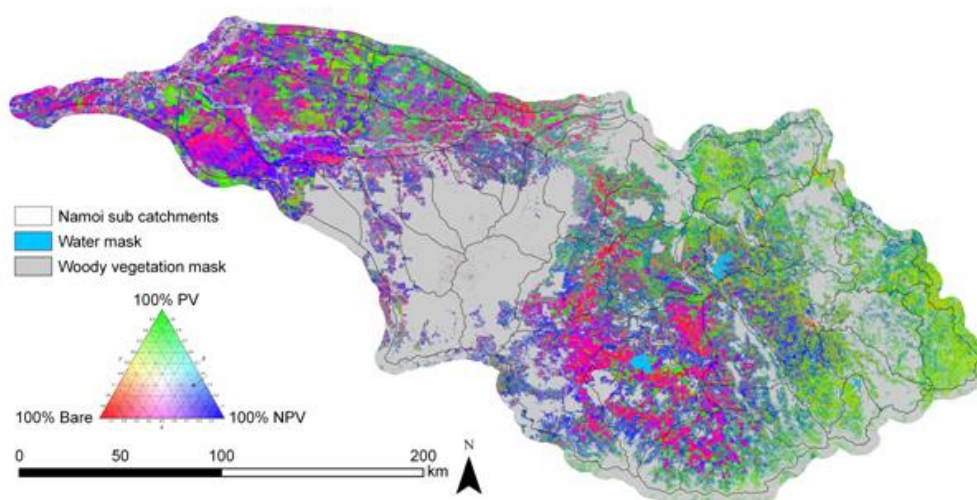 Namoi sub catchments
Water mask
Woody vegetation mask
100% PV
100% Bare
100% NPV
N
0 50 100 200
km